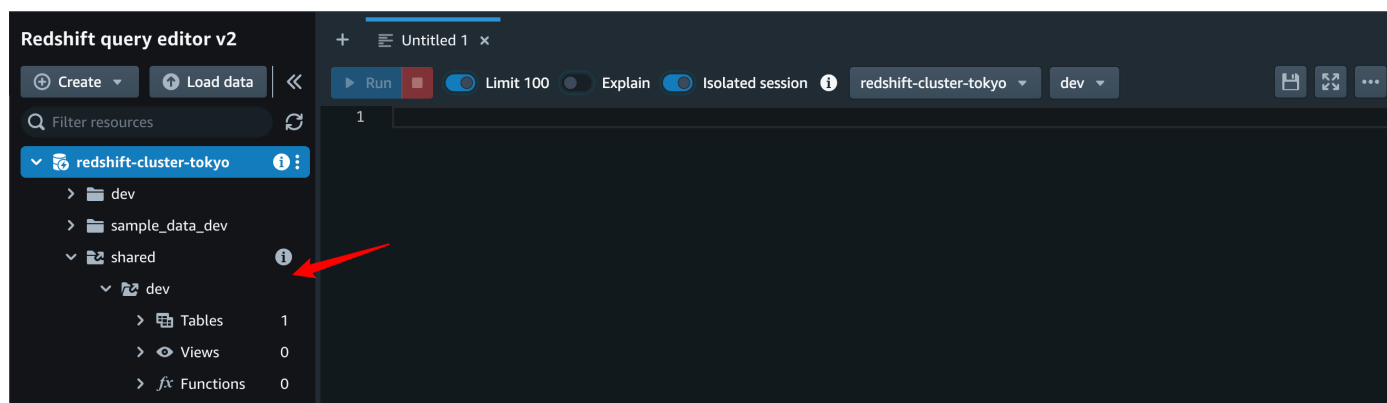 Redshift query editor v2
+ Untitled 1 ×
Create Load data
Run Limit 100 Explain Isolated session i redshift-cluster-tokyo dev
Filter resources
1
redshift-cluster-tokyo i
dev
sample_data_dev
shared i
dev
Tables 1
Views 0
fx Functions 0